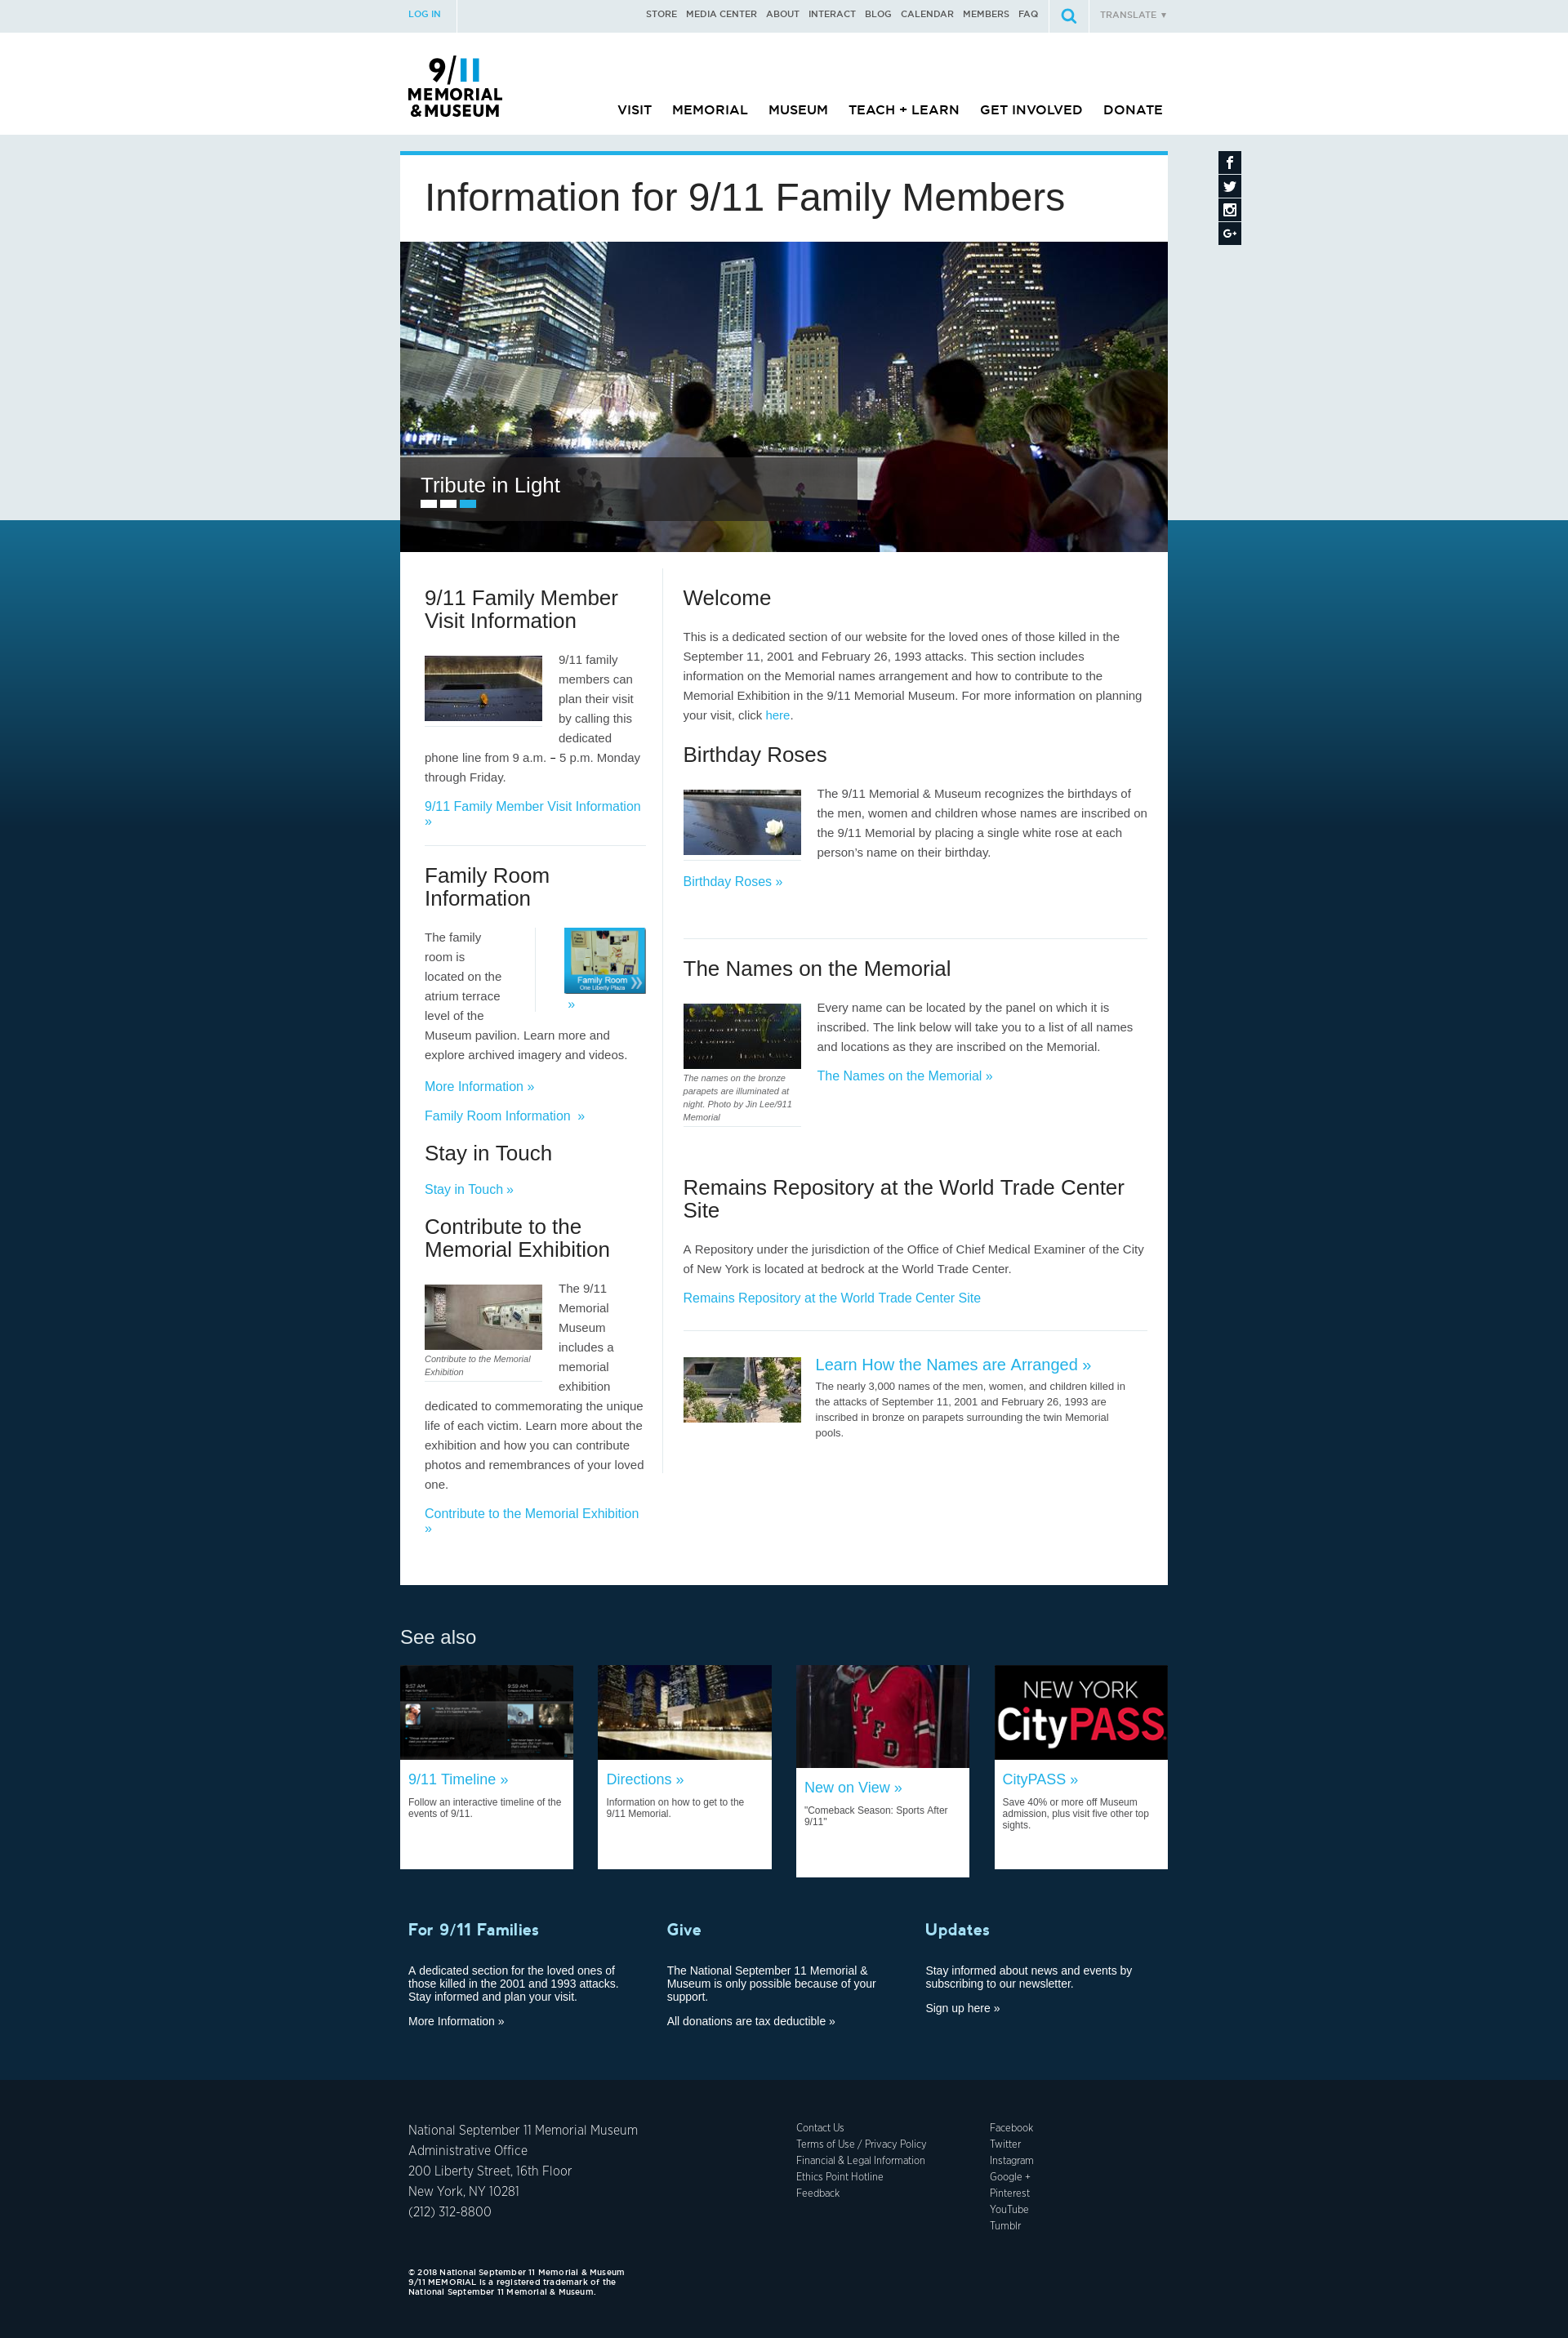 LOG IN
STORE MEDIA CENTER ABOUT INTERACT BLOG CALENDAR MEMBERS FAQ
TRANSLATE ▼
9/11
MEMORIAL
& MUSEUM
VISIT MEMORIAL MUSEUM TEACH + LEARN GET INVOLVED DONATE
Information for 9/11 Family Members
Tribute in Light
9/11 Family Member
Visit Information
9/11 family
members can
plan their visit
by calling this
dedicated
phone line from 9 a.m. – 5 p.m. Monday
through Friday.
9/11 Family Member Visit Information
»
Family Room
Information
The family
room is
located on the
atrium terrace
level of the
Museum pavilion. Learn more and
explore archived imagery and videos.
Family Room
One Liberty Plaza
»
More Information »
Family Room Information »
Stay in Touch
Stay in Touch »
Contribute to the
Memorial Exhibition
Contribute to the Memorial
Exhibition
The 9/11
Memorial
Museum
includes a
memorial
exhibition
dedicated to commemorating the unique
life of each victim. Learn more about the
exhibition and how you can contribute
photos and remembrances of your loved
one.
Contribute to the Memorial Exhibition
»
Welcome
This is a dedicated section of our website for the loved ones of those killed in the
September 11, 2001 and February 26, 1993 attacks. This section includes
information on the Memorial names arrangement and how to contribute to the
Memorial Exhibition in the 9/11 Memorial Museum. For more information on planning
your visit, click here.
Birthday Roses
The 9/11 Memorial & Museum recognizes the birthdays of
the men, women and children whose names are inscribed on
the 9/11 Memorial by placing a single white rose at each
person’s name on their birthday.
Birthday Roses »
The Names on the Memorial
The names on the bronze
parapets are illuminated at
night. Photo by Jin Lee/911
Memorial
Every name can be located by the panel on which it is
inscribed. The link below will take you to a list of all names
and locations as they are inscribed on the Memorial.
The Names on the Memorial »
Remains Repository at the World Trade Center
Site
A Repository under the jurisdiction of the Office of Chief Medical Examiner of the City
of New York is located at bedrock at the World Trade Center.
Remains Repository at the World Trade Center Site
Learn How the Names are Arranged »
The nearly 3,000 names of the men, women, and children killed in
the attacks of September 11, 2001 and February 26, 1993 are
inscribed in bronze on parapets surrounding the twin Memorial
pools.
See also
9:57 AM 9:59 AM
NYFD
NEW YORK
CityPASS
9/11 Timeline »
Follow an interactive timeline of the
events of 9/11.
Directions »
Information on how to get to the
9/11 Memorial.
New on View »
"Comeback Season: Sports After
9/11"
CityPASS »
Save 40% or more off Museum
admission, plus visit five other top
sights.
For 9/11 Families
A dedicated section for the loved ones of
those killed in the 2001 and 1993 attacks.
Stay informed and plan your visit.
More Information »
Give
The National September 11 Memorial &
Museum is only possible because of your
support.
All donations are tax deductible »
Updates
Stay informed about news and events by
subscribing to our newsletter.
Sign up here »
National September 11 Memorial Museum
Administrative Office
200 Liberty Street, 16th Floor
New York, NY 10281
(212) 312-8800
Contact Us
Terms of Use / Privacy Policy
Financial & Legal Information
Ethics Point Hotline
Feedback
Facebook
Twitter
Instagram
Google +
Pinterest
YouTube
Tumblr
© 2018 National September 11 Memorial & Museum
9/11 MEMORIAL is a registered trademark of the
National September 11 Memorial & Museum.